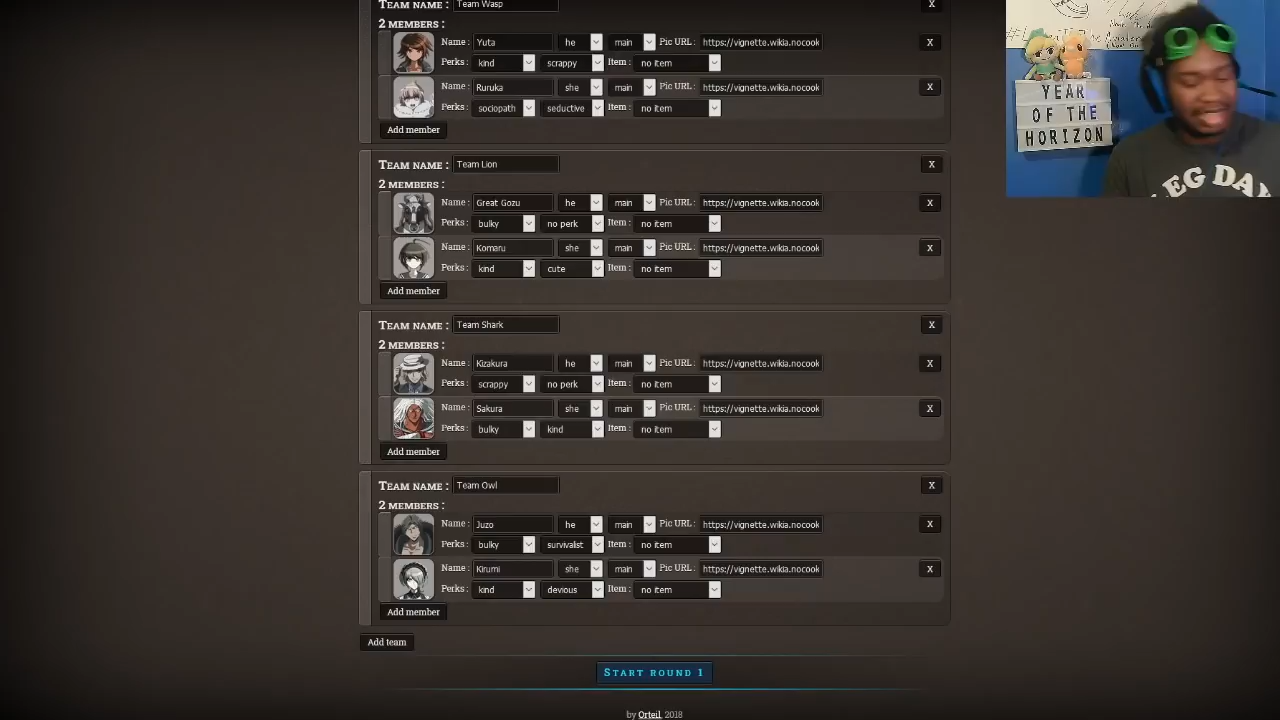 Team name : Team Wasp X
2 members :
Name : Yuta he main Pic URL : https://vignette.wikia.nocook X
Perks : kind scrappy Item : no item
Name : Ruruka she main Pic URL : https://vignette.wikia.nocook X
Perks : sociopath seductive Item : no item
Add member
Team name : Team Lion X
2 members :
Name : Great Gozu he main Pic URL : https://vignette.wikia.nocook X
Perks : bulky no perk Item : no item
Name : Komaru she main Pic URL : https://vignette.wikia.nocook X
Perks : kind cute Item : no item
Add member
Team name : Team Shark X
2 members :
Name : Kizakura he main Pic URL : https://vignette.wikia.nocook X
Perks : scrappy no perk Item : no item
Name : Sakura she main Pic URL : https://vignette.wikia.nocook X
Perks : bulky kind Item : no item
Add member
Team name : Team Owl X
2 members :
Name : Juzo he main Pic URL : https://vignette.wikia.nocook X
Perks : bulky survivalist Item : no item
Name : Kirumi she main Pic URL : https://vignette.wikia.nocook X
Perks : kind devious Item : no item
Add member
Add team
Start round 1
by Orteil, 2018
YEAR
OF THE
HORIZON
LEG DA